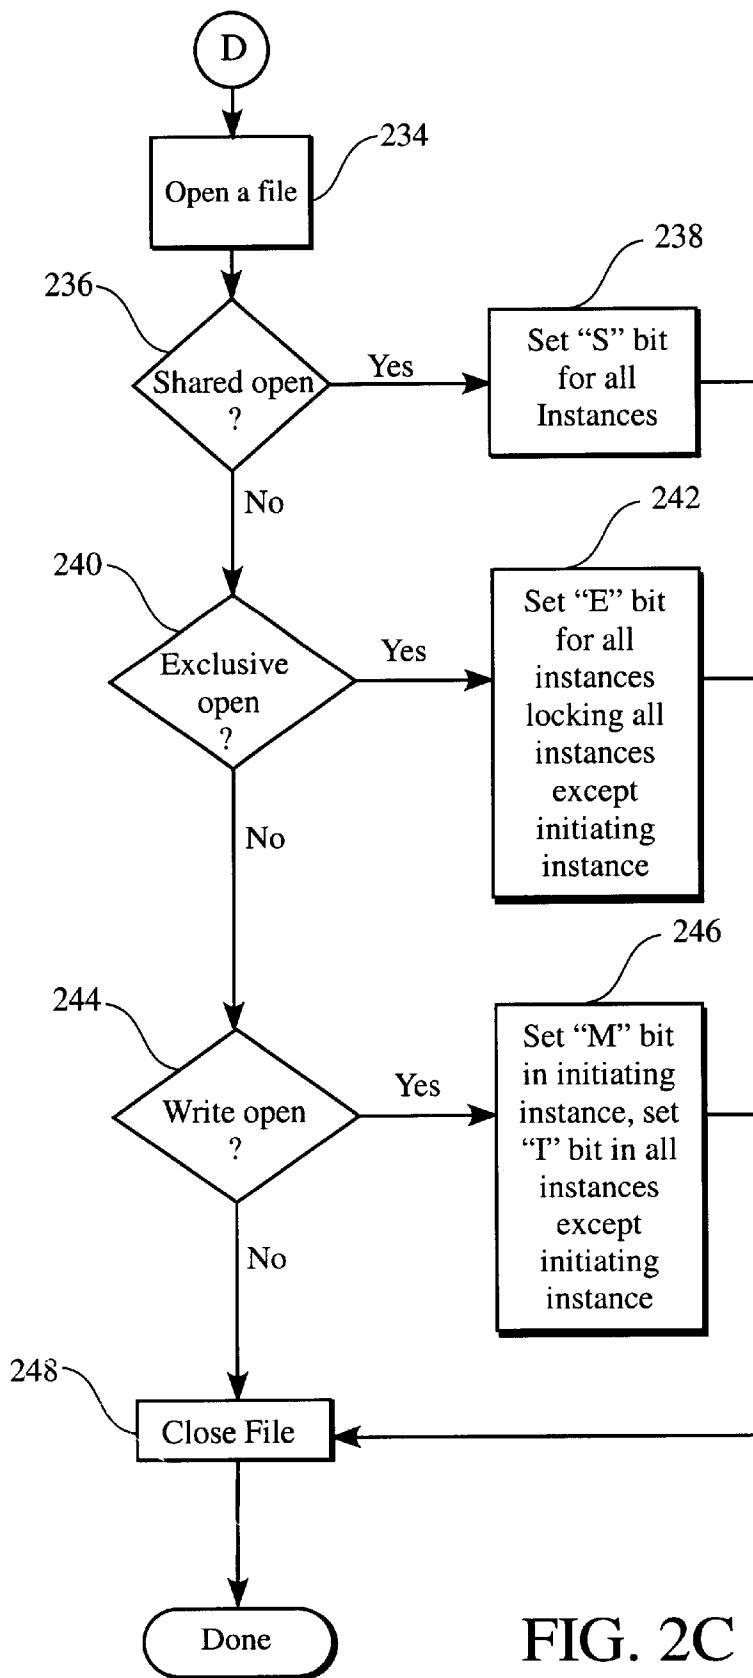 D
234
Open a file
236
238
Shared open
?
Yes
Set “S” bit
for all
Instances
No
240
242
Exclusive
open
?
Yes
Set “E” bit
for all
instances
locking all
instances
except
initiating
instance
No
244
246
Write open
?
Yes
Set “M” bit
in initiating
instance, set
“I” bit in all
instances
except
initiating
instance
No
248
Close File
Done
FIG. 2C